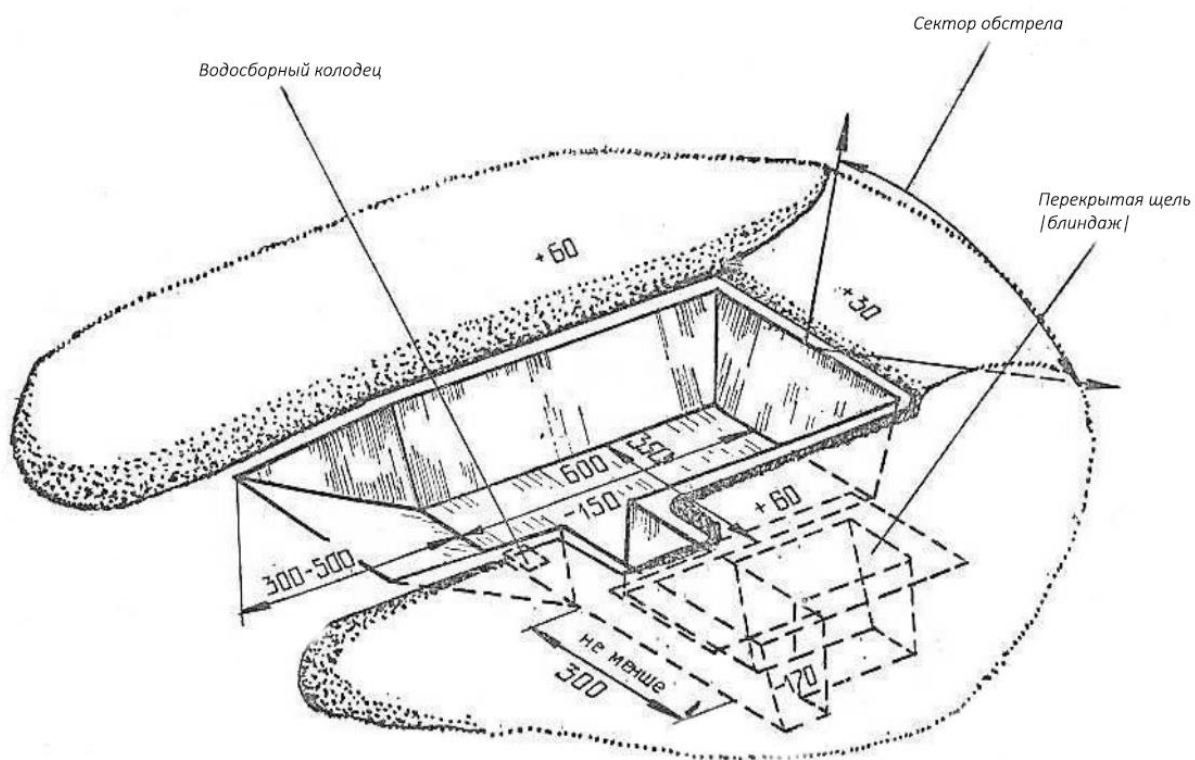 Сектор обстрела
Водосборный колодец
Перекрытая щель
|блиндаж|
+60
+30
600
350
-150
+60
300-500
не менше
300
-170